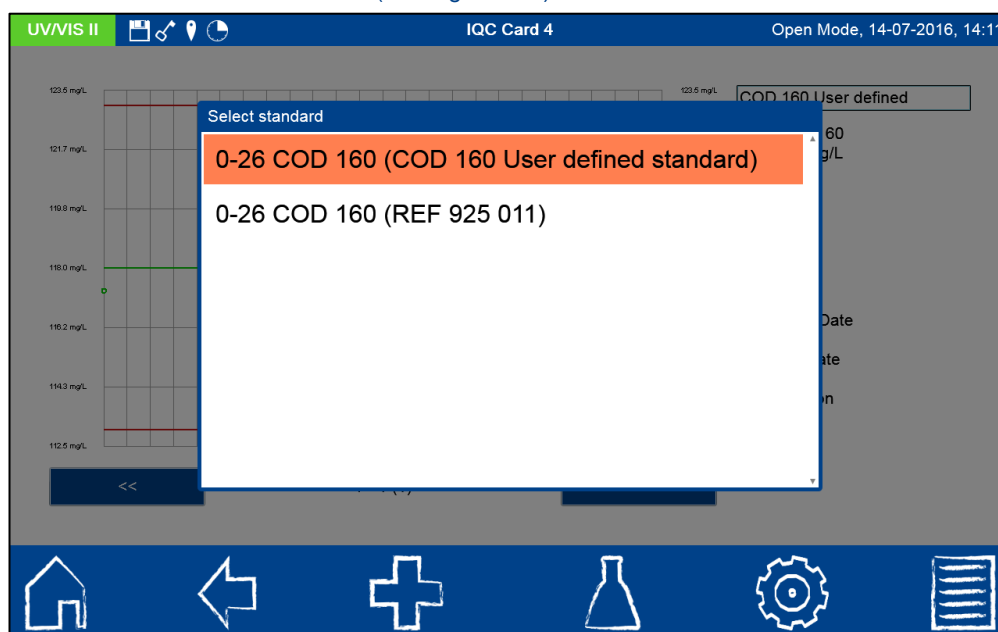 UV/VIS II
IQC Card 4
Open Mode, 14-07-2016, 14:11
123.5 mg/L
123.5 mg/L
COD 160 User defined
Select standard
60
0-26 COD 160 (COD 160 User defined standard)
g/L
121.7 mg/L
119.8 mg/L
0-26 COD 160 (REF 925 011)
118.0 mg/L
116.2 mg/L
Date
ate
114.3 mg/L
on
112.5 mg/L
<<